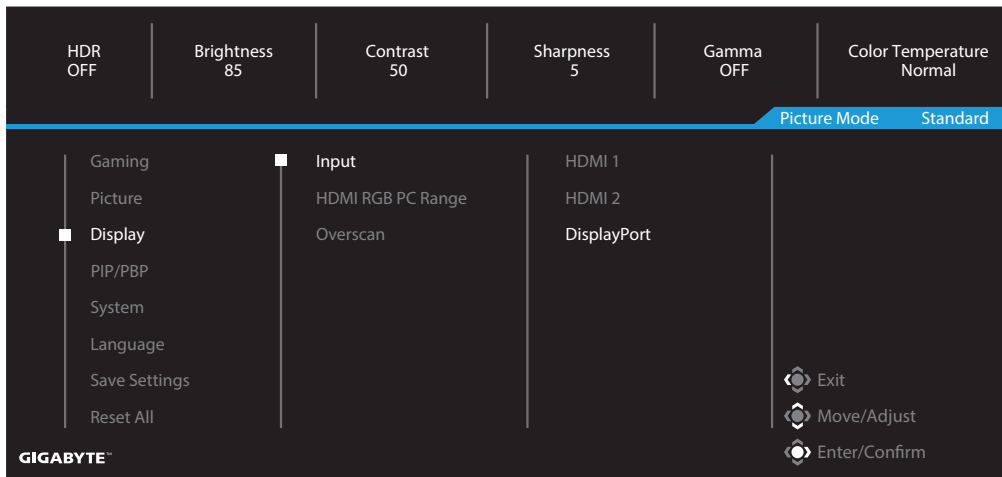 HDR
OFF
Brightness
85
Contrast
50
Sharpness
5
Gamma
OFF
Color Temperature
Normal
Picture Mode Standard
Gaming
Picture
Display
PIP/PBP
System
Language
Save Settings
Reset All
Input
HDMI RGB PC Range
Overscan
HDMI 1
HDMI 2
DisplayPort
Exit
Move/Adjust
Enter/Confirm
GIGABYTE™